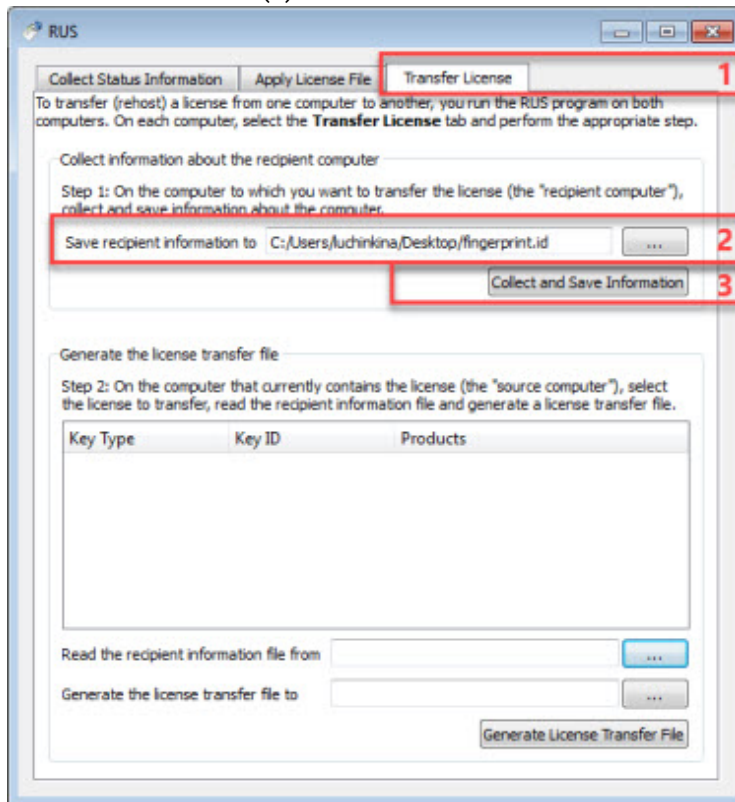 RUS
Collect Status Information Apply License File Transfer License 1
To transfer (rehost) a license from one computer to another, you run the RUS program on both
computers. On each computer, select the Transfer License tab and perform the appropriate step.
Collect information about the recipient computer
Step 1: On the computer to which you want to transfer the license (the "recipient computer"),
collect and save information about the computer.
Save recipient information to C:/Users/luchinkina/Desktop/fingerprint.id ... 2
Collect and Save Information 3
Generate the license transfer file
Step 2: On the computer that currently contains the license (the "source computer"), select
the license to transfer, read the recipient information file and generate a license transfer file.
Key Type Key ID Products
Read the recipient information file from ...
Generate the license transfer file to ...
Generate License Transfer File